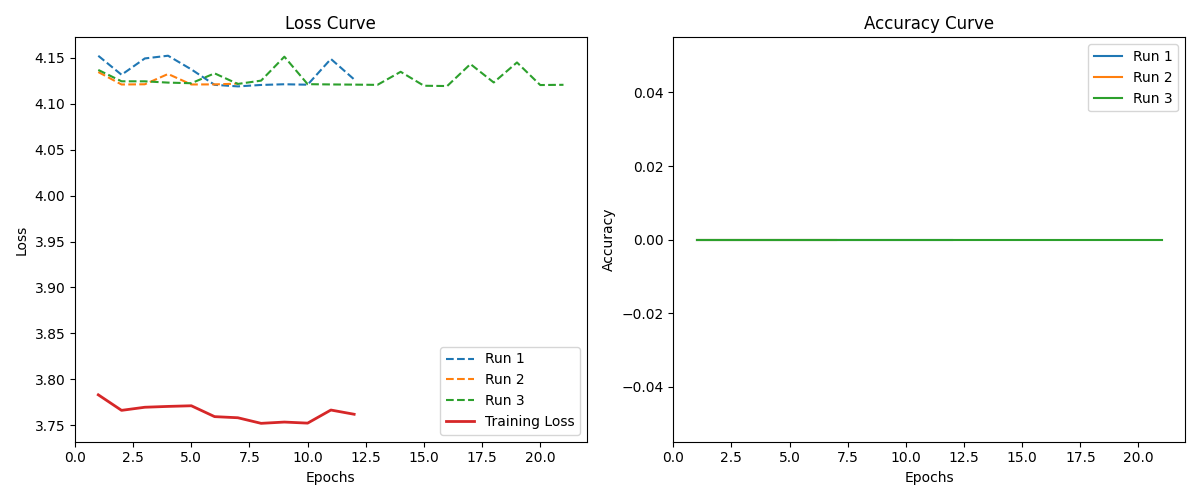 Loss Curve
4.15
4.10
4.05
4.00
3.95
3.90
3.85
3.80
3.75
Loss
0.0 2.5 5.0 7.5 10.0 12.5 15.0 17.5 20.0
Epochs
Run 1
Run 2
Run 3
Training Loss
Accuracy Curve
0.04
0.02
0.00
−0.02
−0.04
Accuracy
0.0 2.5 5.0 7.5 10.0 12.5 15.0 17.5 20.0
Epochs
Run 1
Run 2
Run 3